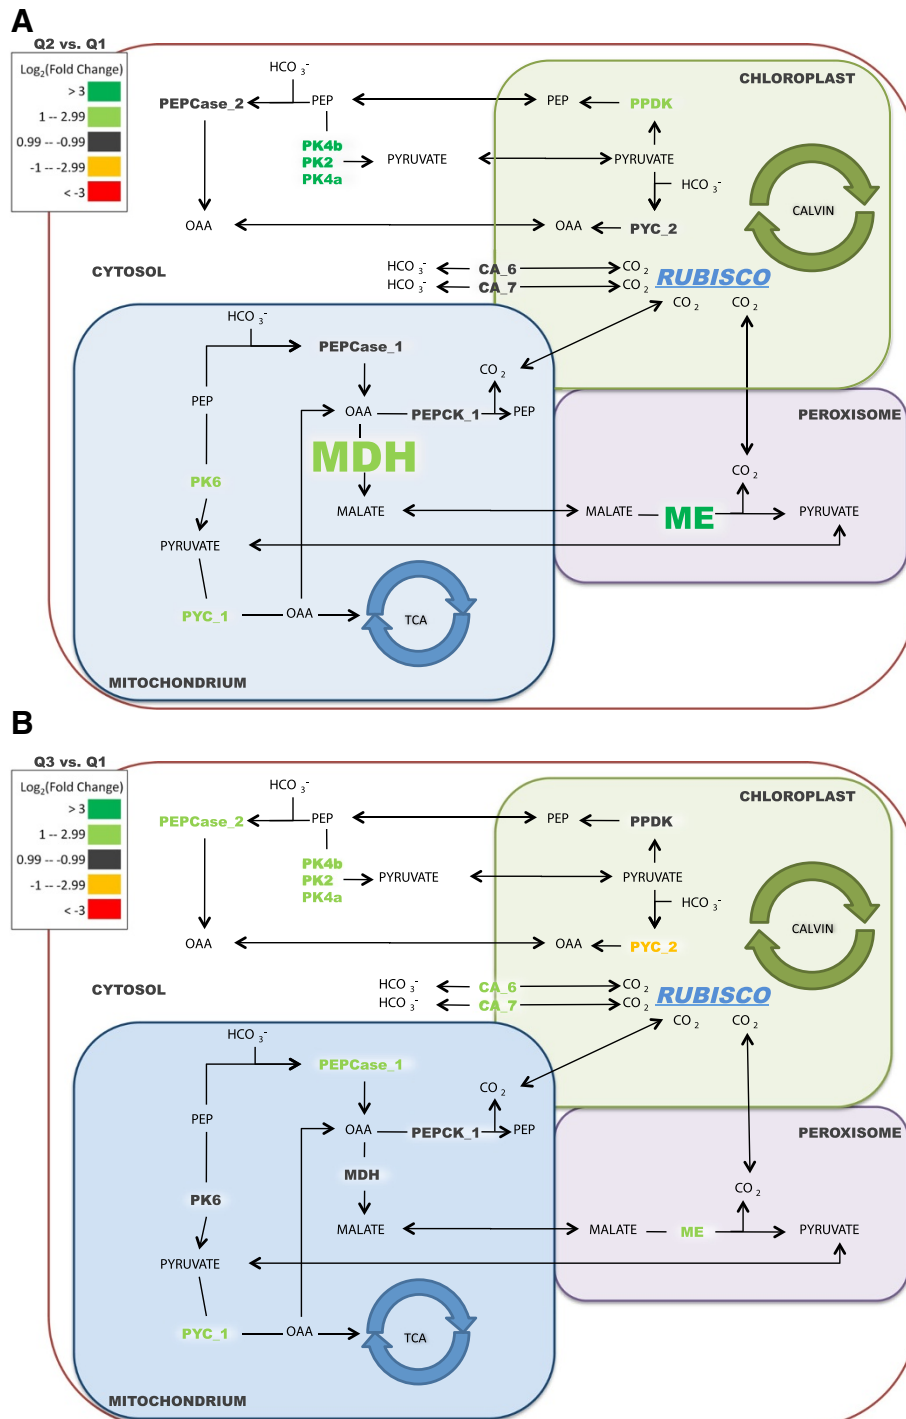 A
Q2 vs. Q1
Log2(Fold Change)
> 3
1 -- 2.99
0.99 -- -0.99
-1 -- -2.99
< -3
CHLOROPLAST
HCO3-
PEPCase_2
PEP
PEP
PPDK
PK4b
PK2
PK4a
PYRUVATE
PYRUVATE
HCO3-
CALVIN
OAA
OAA
PYC_2
CYTOSOL
HCO3-
CA_6
CO2
RUBISCO
HCO3-
CA_7
CO2
CO2
CO2
HCO3-
PEPCase_1
CO2
PEP
OAA
PEPCK_1
PEP
PEROXISOME
MDH
CO2
PK6
MALATE
MALATE
ME
PYRUVATE
PYRUVATE
PYC_1
OAA
TCA
MITOCHONDRIUM
B
Q3 vs. Q1
Log2(Fold Change)
> 3
1 -- 2.99
0.99 -- -0.99
-1 -- -2.99
< -3
CHLOROPLAST
HCO3-
PEPCase_2
PEP
PEP
PPDK
PK4b
PK2
PK4a
PYRUVATE
PYRUVATE
HCO3-
CALVIN
OAA
OAA
PYC_2
CYTOSOL
HCO3-
CA_6
CO2
RUBISCO
HCO3-
CA_7
CO2
CO2
CO2
HCO3-
PEPCase_1
CO2
PEP
OAA
PEPCK_1
PEP
PEROXISOME
MDH
CO2
PK6
MALATE
MALATE
ME
PYRUVATE
PYRUVATE
PYC_1
OAA
TCA
MITOCHONDRIUM